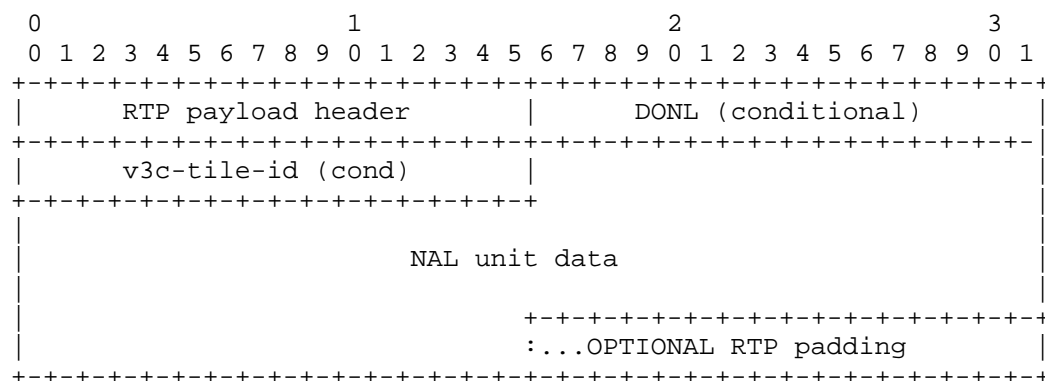 0                   1                   2                   3
 0 1 2 3 4 5 6 7 8 9 0 1 2 3 4 5 6 7 8 9 0 1 2 3 4 5 6 7 8 9 0 1
+-+-+-+-+-+-+-+-+-+-+-+-+-+-+-+-+-+-+-+-+-+-+-+-+-+-+-+-+-+-+-+-+
|      RTP payload header       |      DONL (conditional)       |
+-+-+-+-+-+-+-+-+-+-+-+-+-+-+-+-+-+-+-+-+-+-+-+-+-+-+-+-+-+-+-+-|
|      v3c-tile-id (cond)       |                               |
+-+-+-+-+-+-+-+-+-+-+-+-+-+-+-+-+                               |
|                                                               |
|                        NAL unit data                          |
|                                                               |
|                               +-+-+-+-+-+-+-+-+-+-+-+-+-+-+-+-+
|                               :...OPTIONAL RTP padding        |
+-+-+-+-+-+-+-+-+-+-+-+-+-+-+-+-+-+-+-+-+-+-+-+-+-+-+-+-+-+-+-+-+